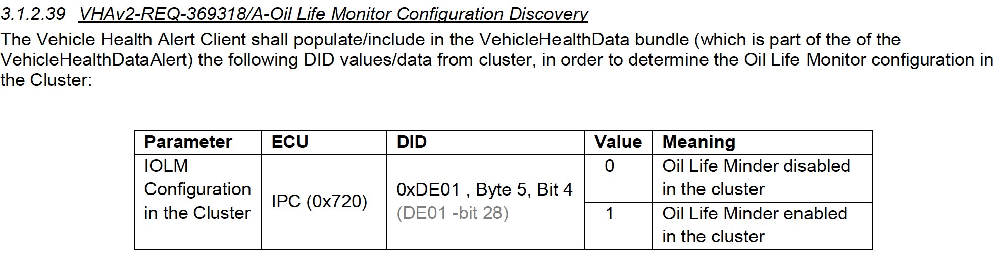 3.1.2.39 VHAv2-REQ-369318/A-Oil Life Monitor Configuration Discovery
The Vehicle Health Alert Client shall populate/include in the VehicleHealthData bundle (which is part of the of the
VehicleHealthDataAlert) the following DID values/data from cluster, in order to determine the Oil Life Monitor configuration in
the Cluster:
Parameter ECU DID Value Meaning
IOLM
Configuration
in the Cluster
IPC (0x720)
0xDE01 , Byte 5, Bit 4
(DE01 -bit 28)
0
Oil Life Minder disabled
in the cluster
1
Oil Life Minder enabled
in the cluster